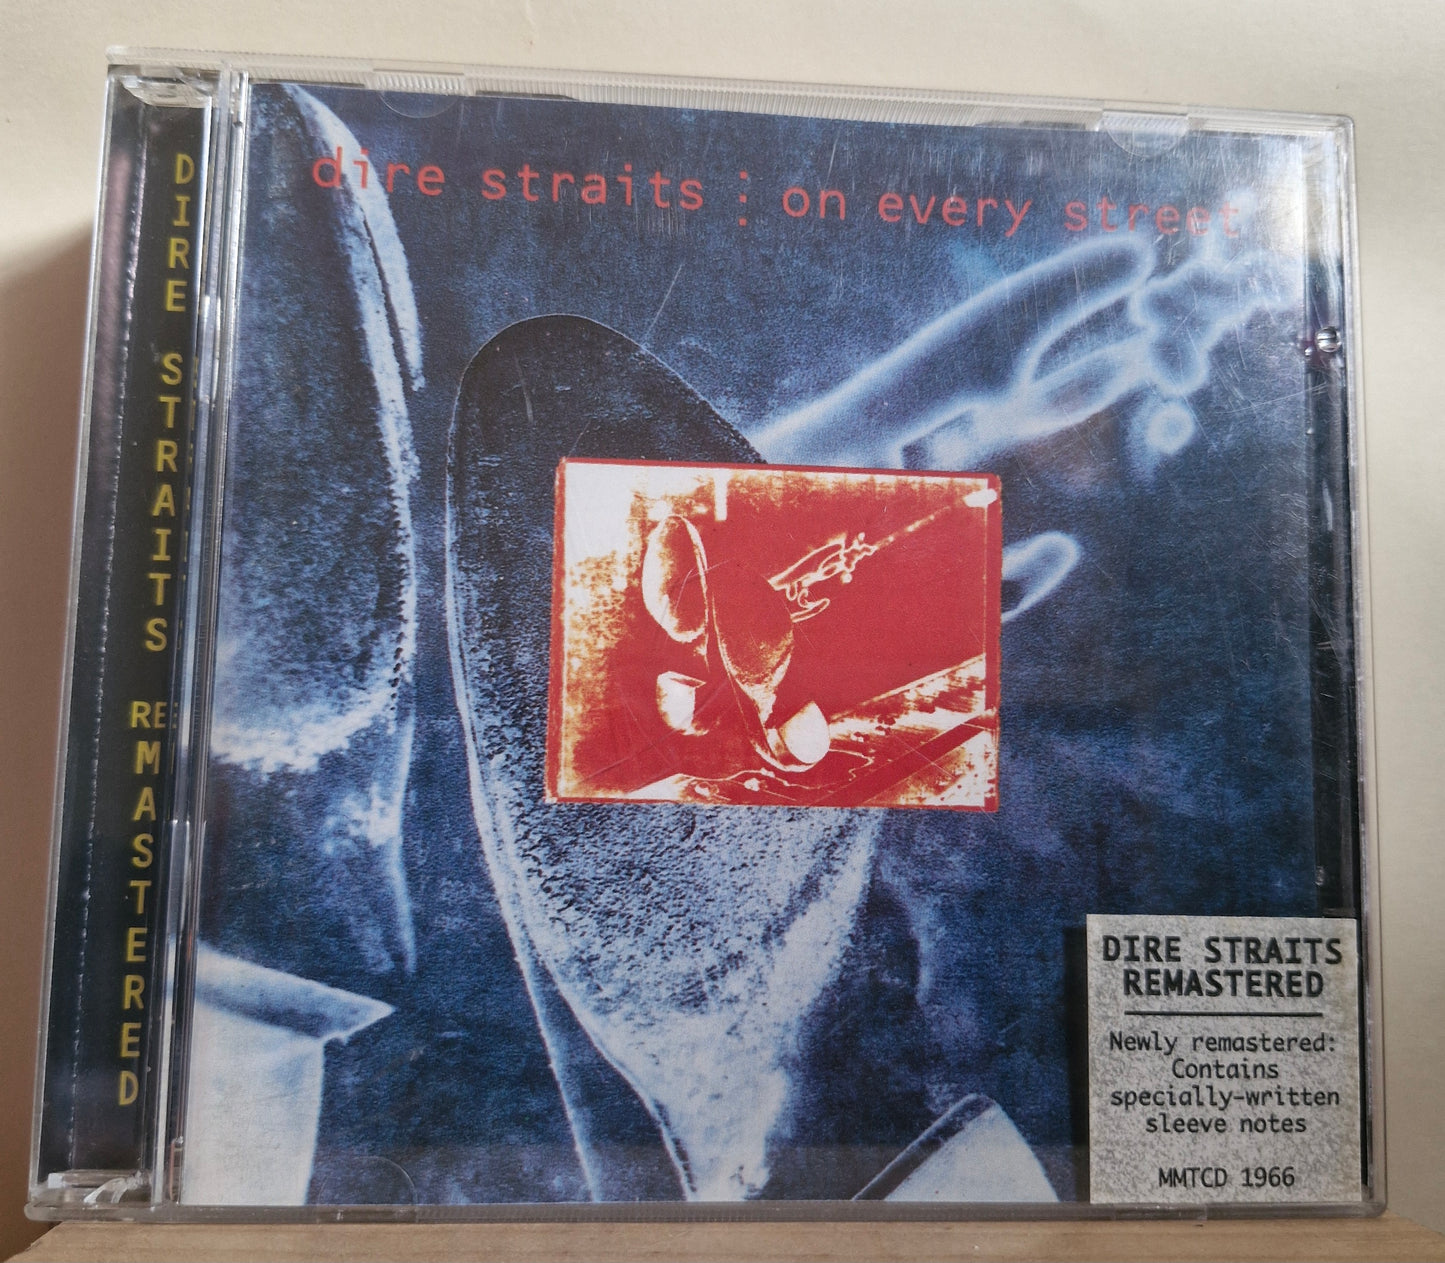 DIRE STRAITS REMASTERED
dire straits ⋮ on every street
DIRE STRAITS
REMASTERED
Newly remastered:
Contains
specially-written
sleeve notes
MMTCD 1966